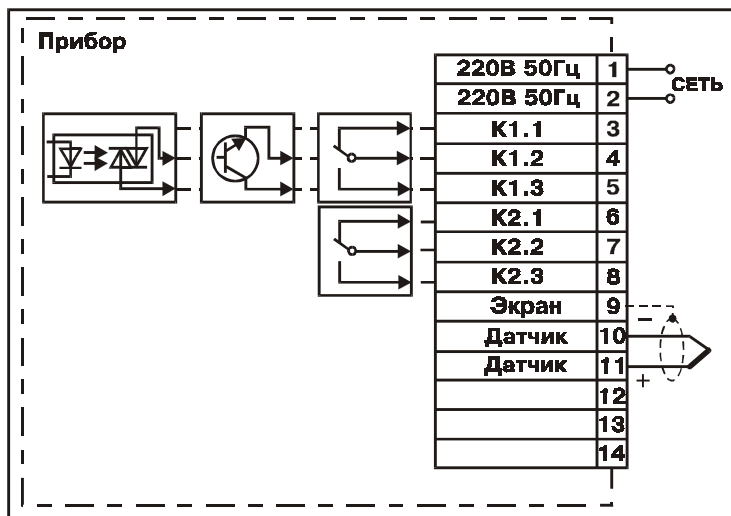 Прибор
220В 50Гц 1
220В 50Гц 2
СЕТЬ
К1.1 3
К1.2 4
К1.3 5
К2.1 6
К2.2 7
К2.3 8
Экран 9
−
Датчик 10
Датчик 11
+
12
13
14